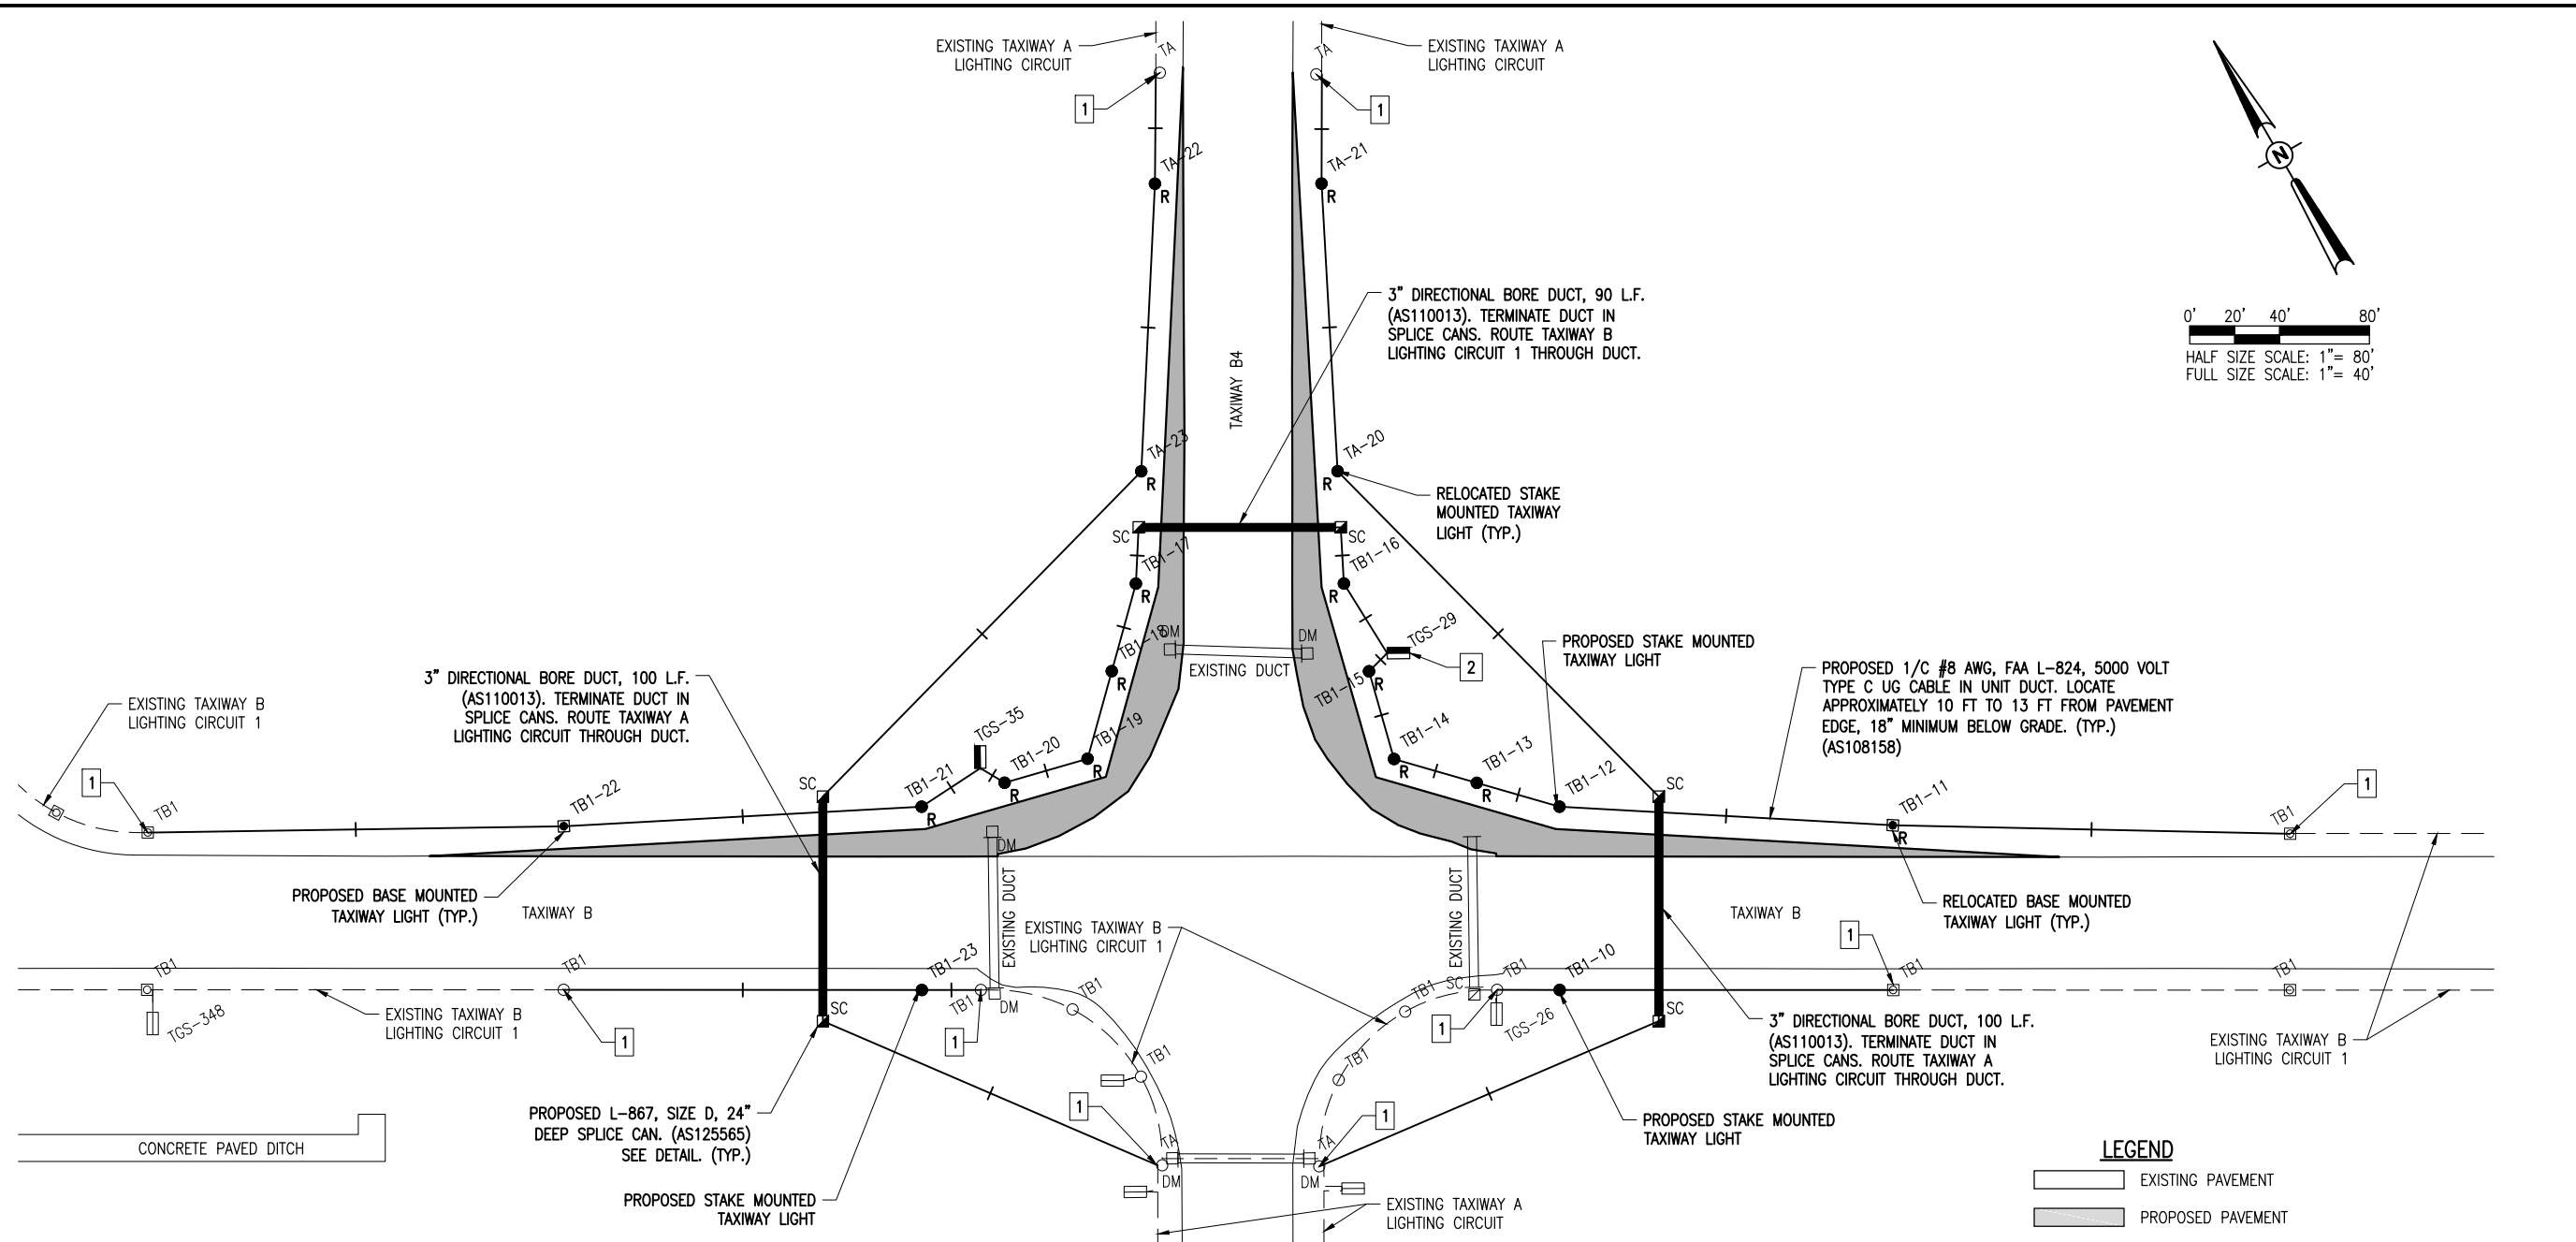 EXISTING TAXIWAY A
LIGHTING CIRCUIT
TA
1
TA
EXISTING TAXIWAY A
LIGHTING CIRCUIT
1
N
TA-22
R
TA-21
R
0' 20' 40' 80'
HALF SIZE SCALE: 1"= 80'
FULL SIZE SCALE: 1"= 40'
3" DIRECTIONAL BORE DUCT, 90 L.F.
(AS110013). TERMINATE DUCT IN
SPLICE CANS. ROUTE TAXIWAY B
LIGHTING CIRCUIT 1 THROUGH DUCT.
TAXIWAY B4
TA-23
R
TA-20
R
RELOCATED STAKE
MOUNTED TAXIWAY
LIGHT (TYP.)
SC
SC
TB1-17
R
TB1-16
R
TB1-18
R
DM
DM
EXISTING DUCT
TGS-29
2
TB1-15
R
PROPOSED STAKE MOUNTED
TAXIWAY LIGHT
PROPOSED 1/C #8 AWG, FAA L-824, 5000 VOLT
TYPE C UG CABLE IN UNIT DUCT. LOCATE
APPROXIMATELY 10 FT TO 13 FT FROM PAVEMENT
EDGE, 18" MINIMUM BELOW GRADE. (TYP.)
(AS108158)
3" DIRECTIONAL BORE DUCT, 100 L.F.
(AS110013). TERMINATE DUCT IN
SPLICE CANS. ROUTE TAXIWAY A
LIGHTING CIRCUIT THROUGH DUCT.
EXISTING TAXIWAY B
LIGHTING CIRCUIT 1
TGS-35
TB1-19
R
TB1-20
R
TB1-21
R
TB1-14
R
TB1-13
R
TB1-12
1
TB1
TB1-22
SC
SC
TB1-11
R
TB1
1
DM
PROPOSED BASE MOUNTED
TAXIWAY LIGHT (TYP.)
TAXIWAY B
EXISTING DUCT
EXISTING TAXIWAY B
LIGHTING CIRCUIT 1
EXISTING DUCT
TAXIWAY B
RELOCATED BASE MOUNTED
TAXIWAY LIGHT (TYP.)
1
TB1
TB1
TB1-23
TB1
DM
TB1
TB1
SC
TB1
TB1-10
TB1
TB1
TGS-348
EXISTING TAXIWAY B
LIGHTING CIRCUIT 1
1
SC
1
TB1
TB1
1
TGS-26
SC
3" DIRECTIONAL BORE DUCT, 100 L.F.
(AS110013). TERMINATE DUCT IN
SPLICE CANS. ROUTE TAXIWAY A
LIGHTING CIRCUIT THROUGH DUCT.
EXISTING TAXIWAY B
LIGHTING CIRCUIT 1
PROPOSED L-867, SIZE D, 24"
DEEP SPLICE CAN. (AS125565)
SEE DETAIL. (TYP.)
1
TA
DM
1
TA
DM
PROPOSED STAKE MOUNTED
TAXIWAY LIGHT
CONCRETE PAVED DITCH
PROPOSED STAKE MOUNTED
TAXIWAY LIGHT
EXISTING TAXIWAY A
LIGHTING CIRCUIT
LEGEND
EXISTING PAVEMENT
PROPOSED PAVEMENT